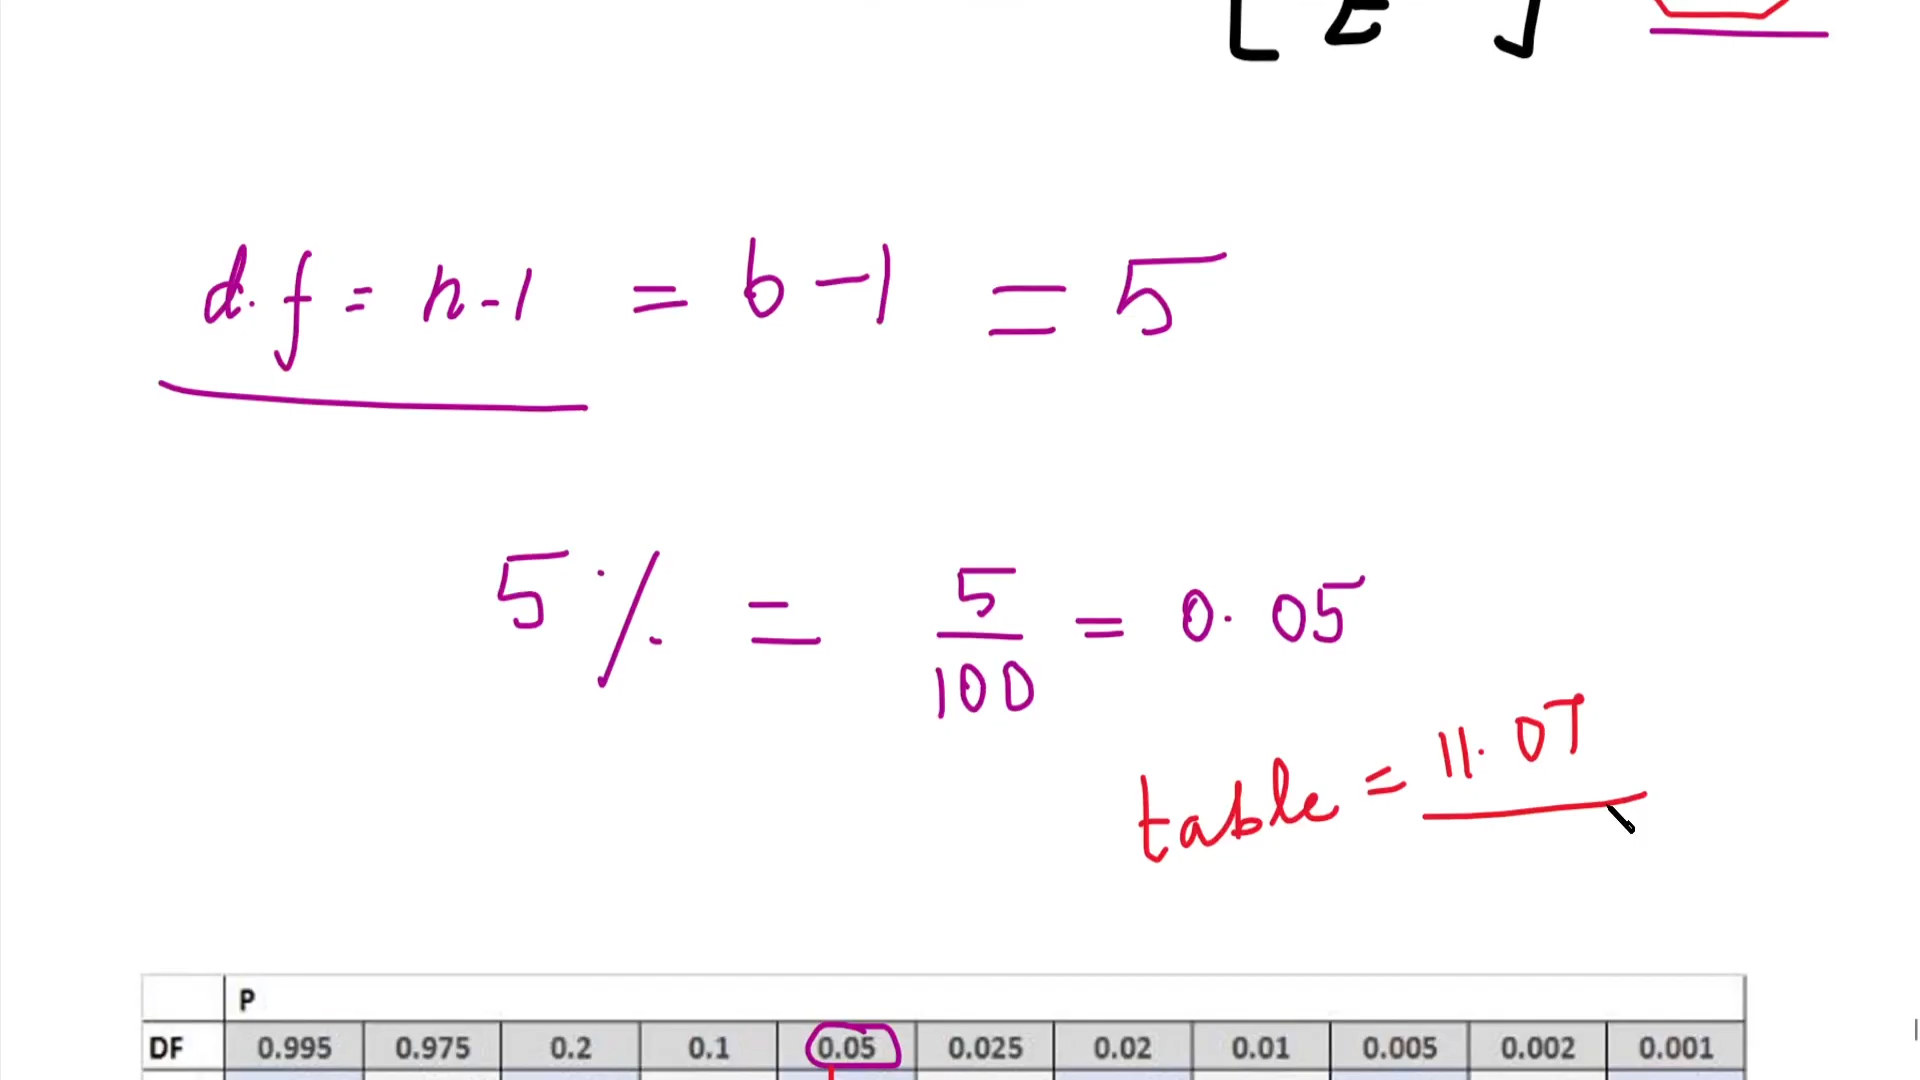 [ E ]
d.f = n-1 = 6-1 = 5
5% = 5/100 = 0.05
table = 11.07
P
DF 0.995 0.975 0.2 0.1 0.05 0.025 0.02 0.01 0.005 0.002 0.001